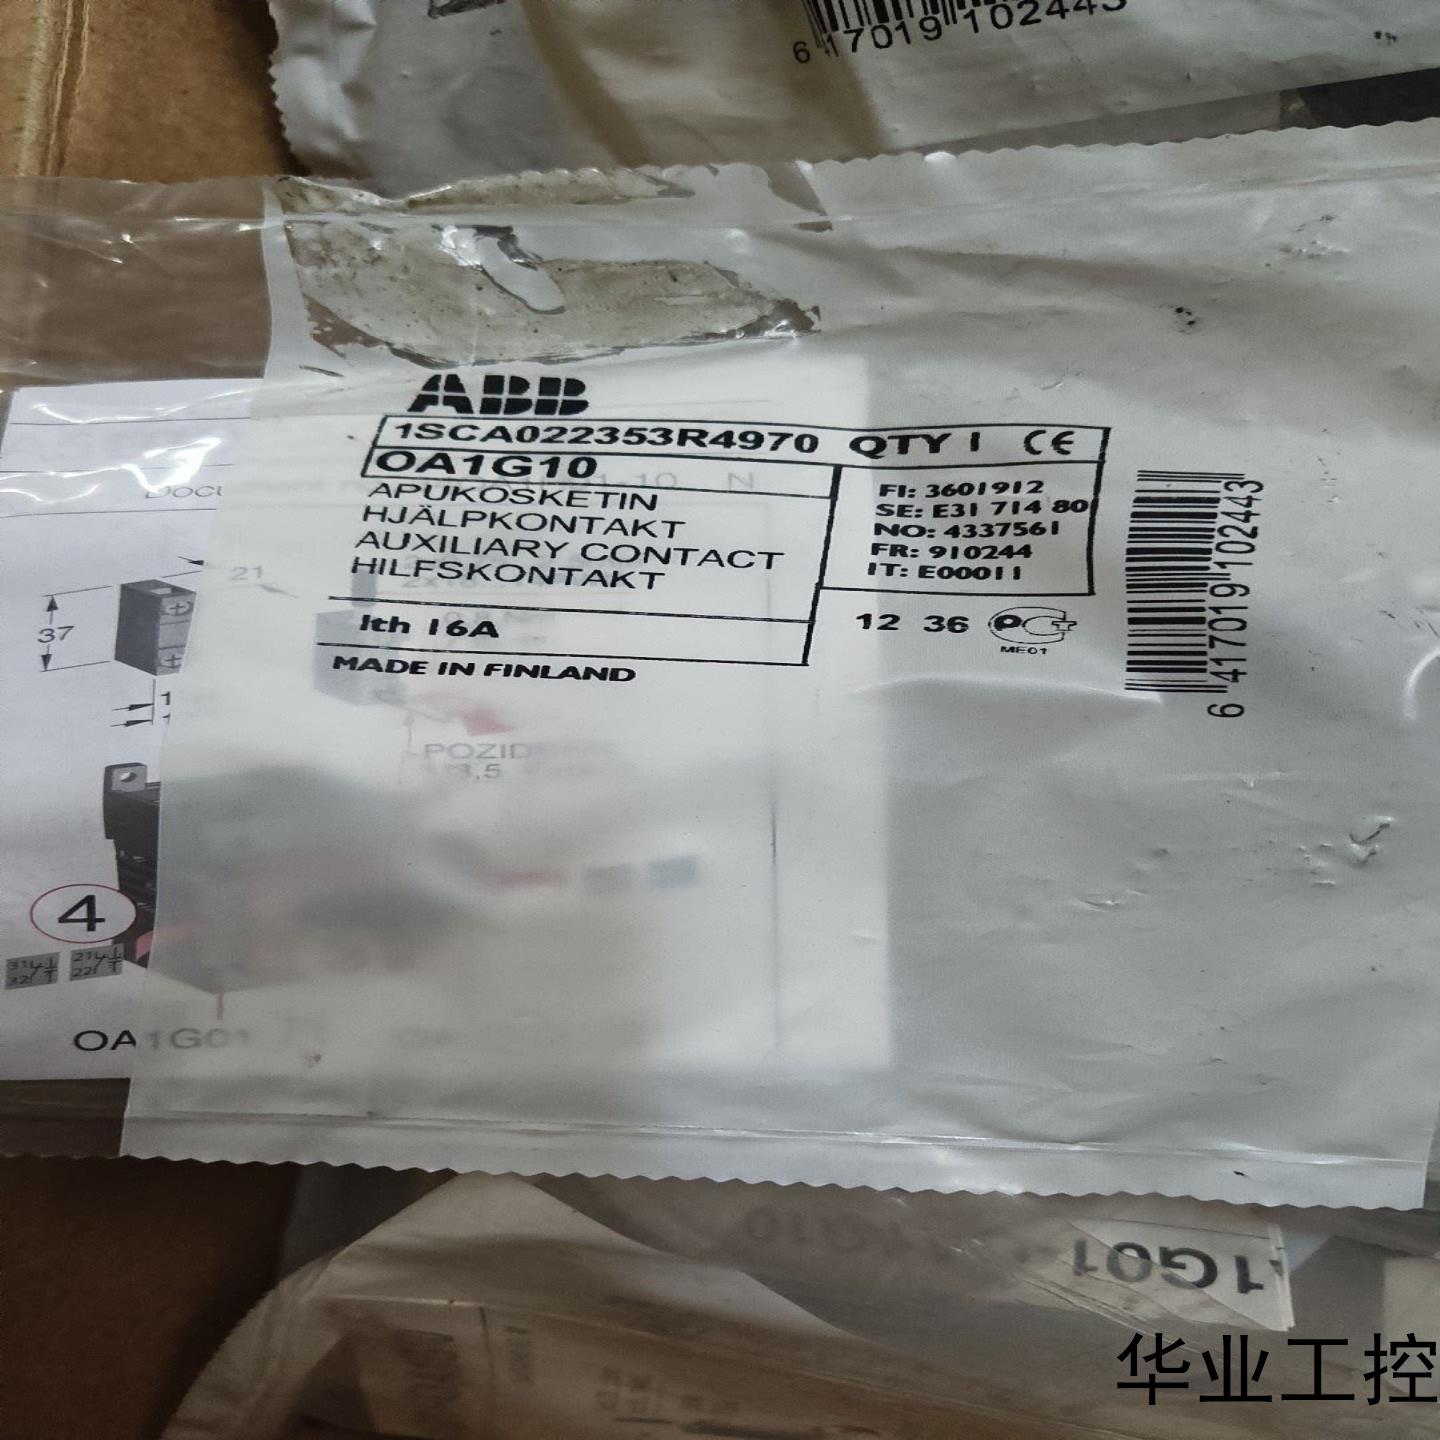 6 417019 102443
ABB
1SCA022353R4970 QTY 1 CE
OA1G10
APUKOSKETIN
HJÄLPKONTAKT
AUXILIARY CONTACT
HILFSKONTAKT
Ith 16A
MADE IN FINLAND
FI: 3601912
SE: E31 714 80
NO: 4337561
FR: 910244
IT: E00011
12 36
ME01
6 417019 102443
21
37
POZID
4
OA1G01
1G01
华业工控